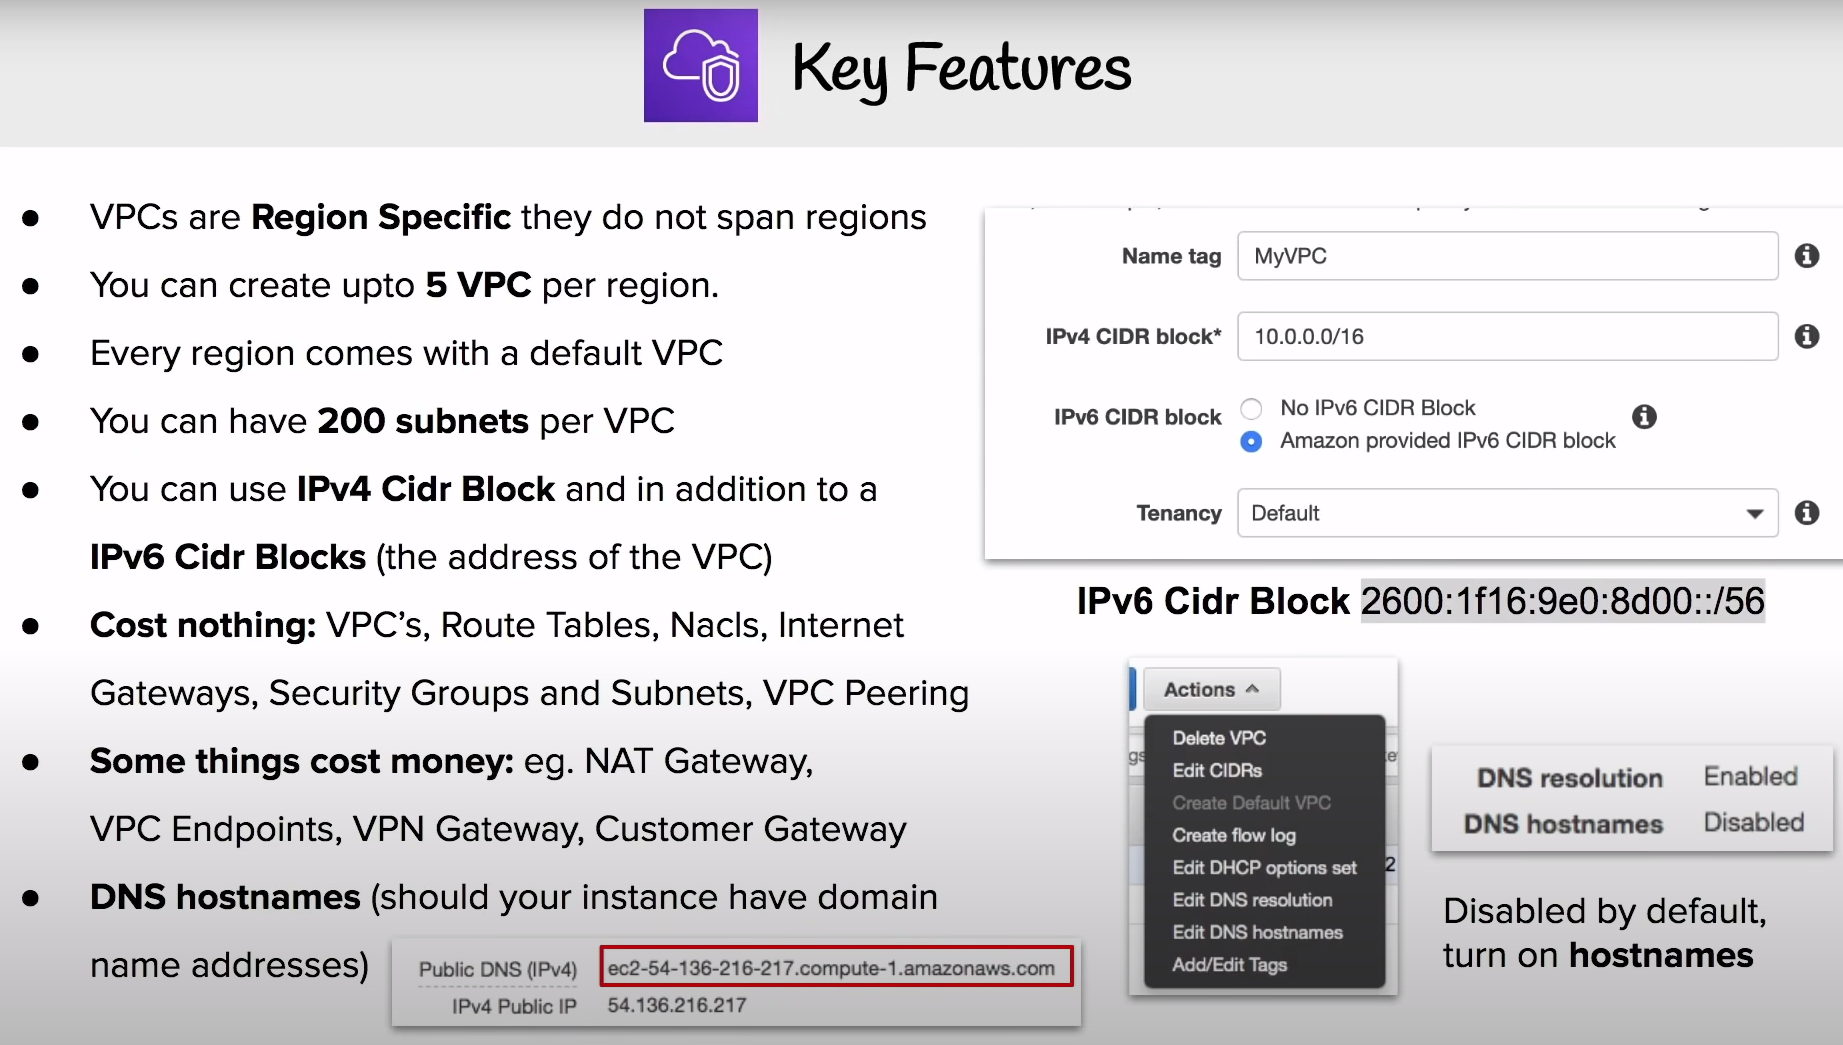 Key Features
VPCs are Region Specific they do not span regions
You can create upto 5 VPC per region.
Every region comes with a default VPC
You can have 200 subnets per VPC
You can use IPv4 Cidr Block and in addition to a
IPv6 Cidr Blocks (the address of the VPC)
Cost nothing: VPC’s, Route Tables, Nacls, Internet
Gateways, Security Groups and Subnets, VPC Peering
Some things cost money: eg. NAT Gateway,
VPC Endpoints, VPN Gateway, Customer Gateway
DNS hostnames (should your instance have domain
name addresses)
Public DNS (IPv4) ec2-54-136-216-217.compute-1.amazonaws.com
IPv4 Public IP 54.136.216.217
Name tag MyVPC
IPv4 CIDR block* 10.0.0.0/16
IPv6 CIDR block No IPv6 CIDR Block
Amazon provided IPv6 CIDR block
Tenancy Default
IPv6 Cidr Block 2600:1f16:9e0:8d00::/56
Actions
Delete VPC
Edit CIDRs
Create Default VPC
Create flow log
Edit DHCP options set
Edit DNS resolution
Edit DNS hostnames
Add/Edit Tags
DNS resolution Enabled
DNS hostnames Disabled
Disabled by default,
turn on hostnames